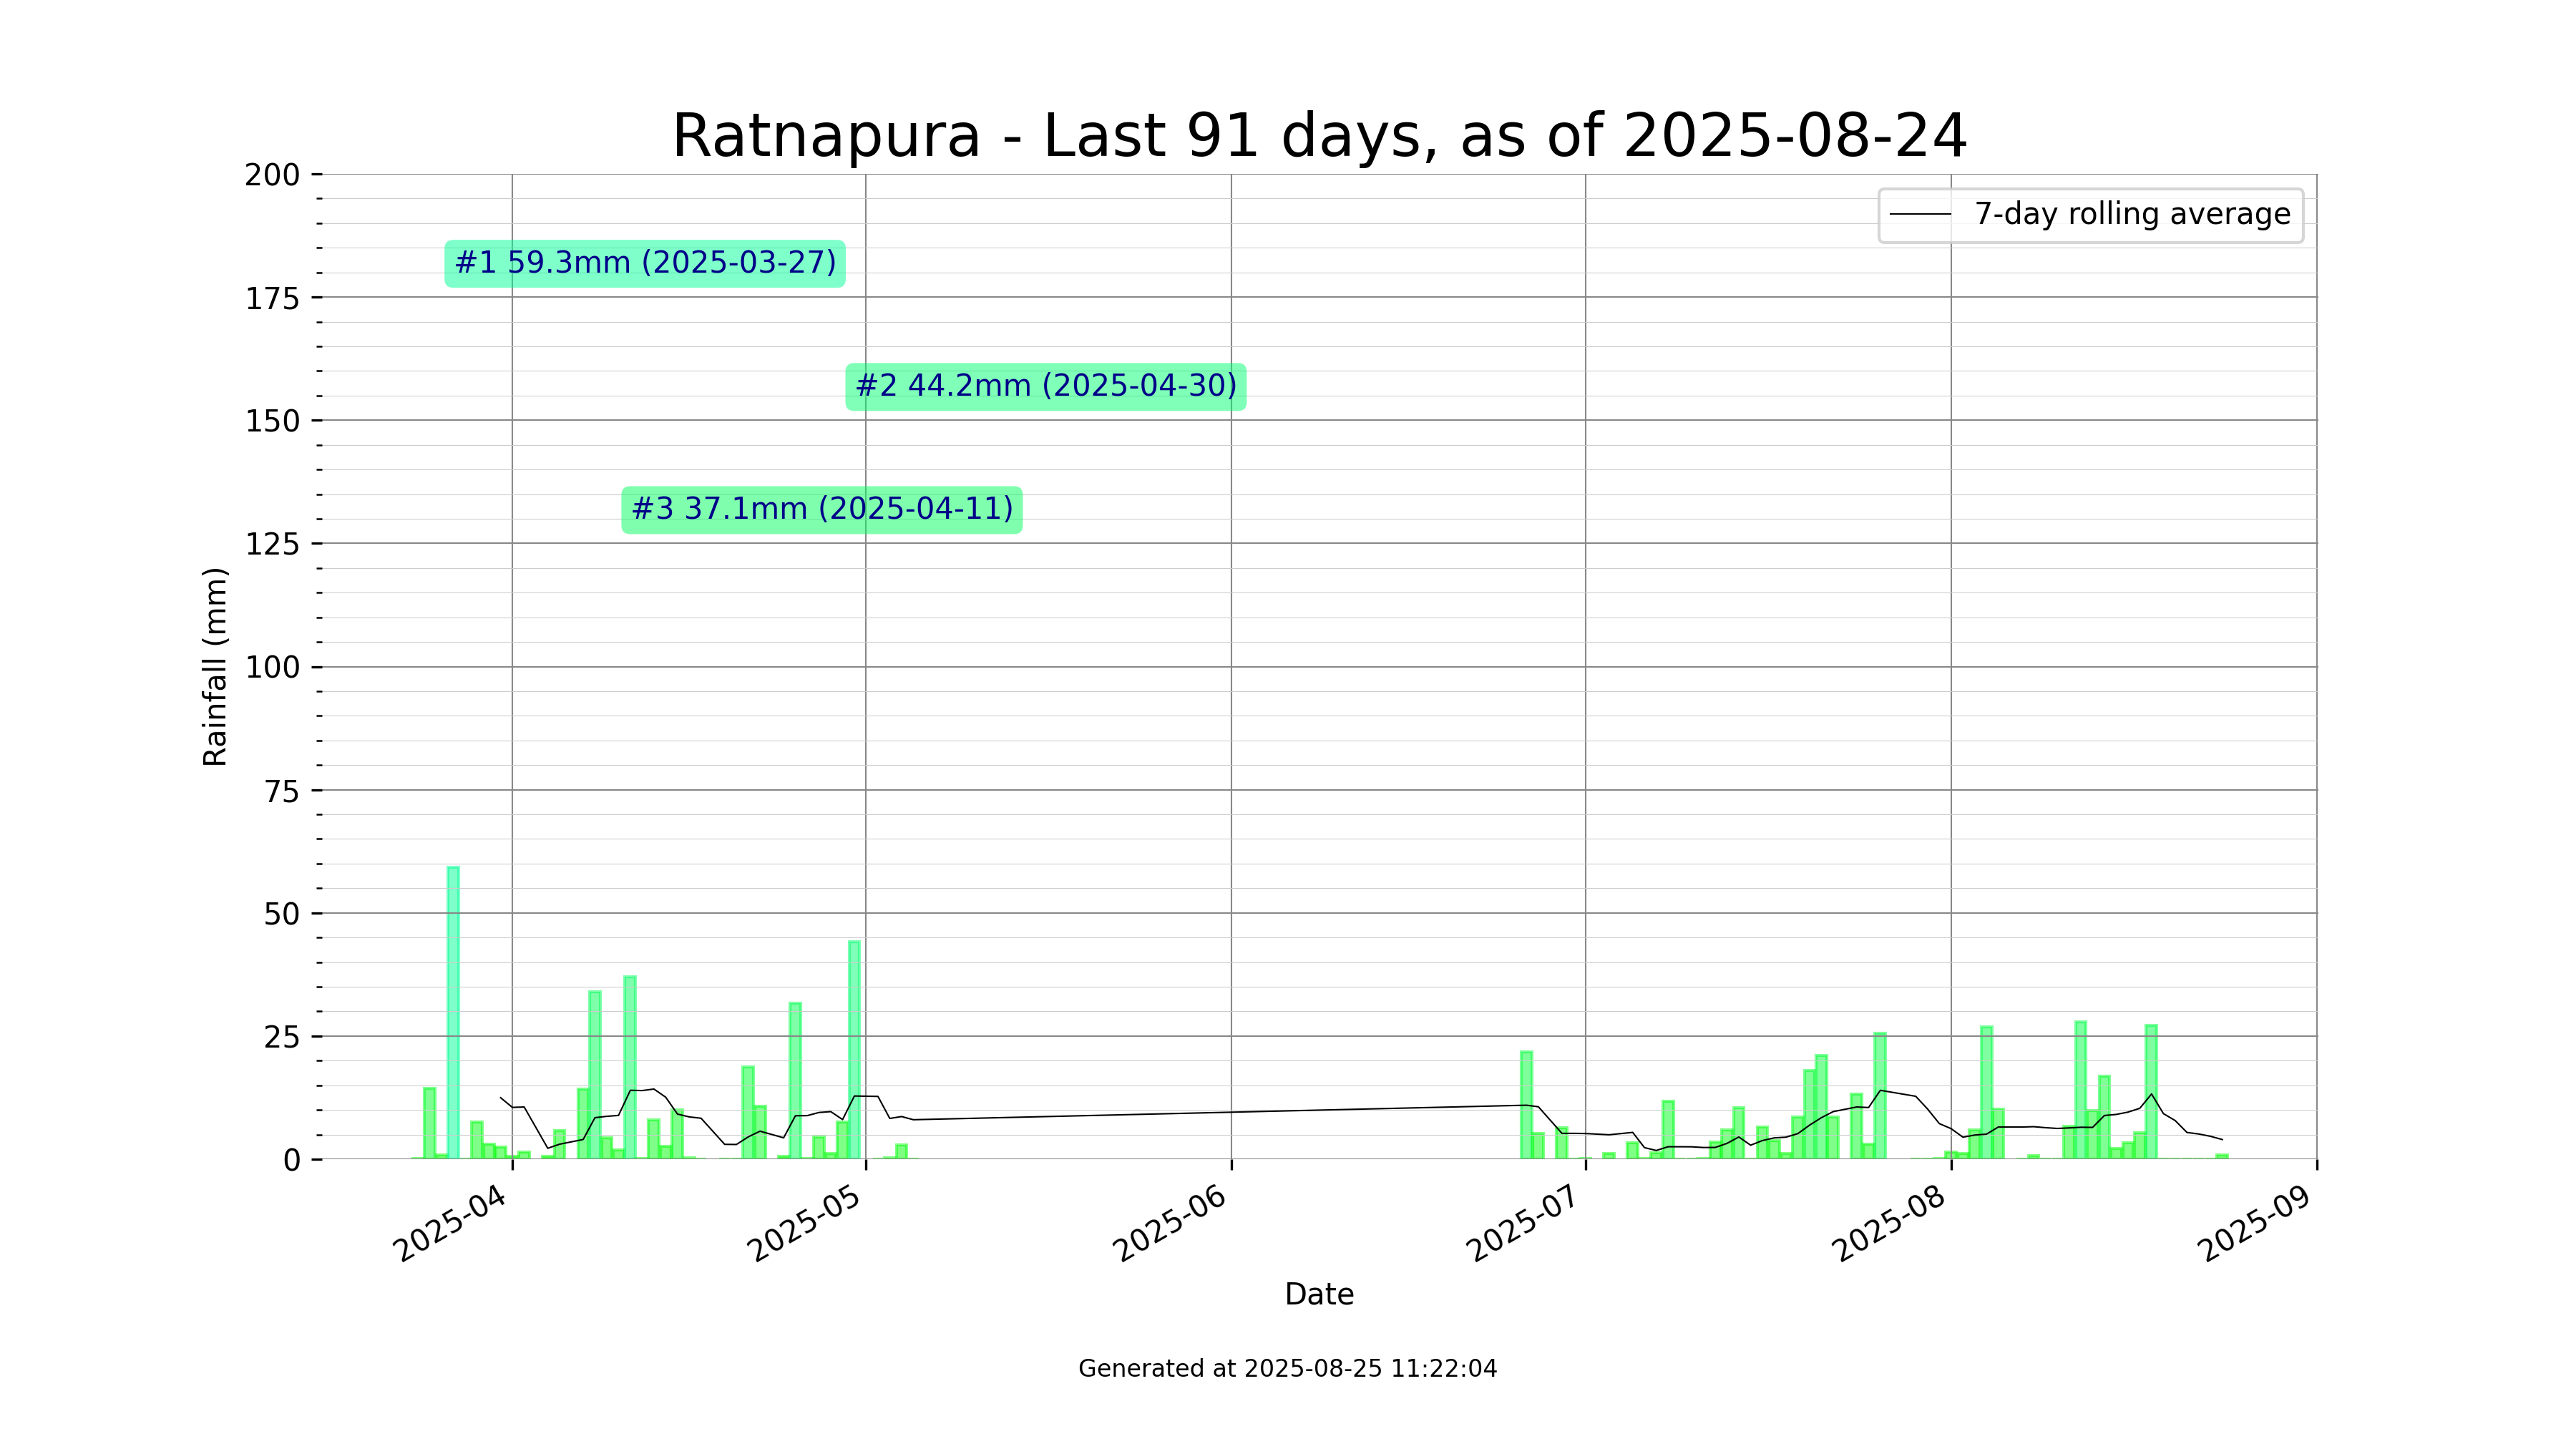 Ratnapura - Last 91 days, as of 2025-08-24
200
175
150
125
100
75
50
25
0
Rainfall (mm)
7-day rolling average
#1 59.3mm (2025-03-27)
#2 44.2mm (2025-04-30)
#3 37.1mm (2025-04-11)
2025-04
2025-05
2025-06
2025-07
2025-08
2025-09
Date
Generated at 2025-08-25 11:22:04